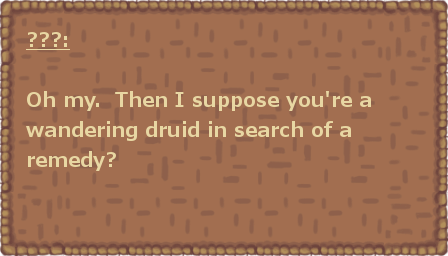 ???:
Oh my.  Then I suppose you're a
wandering druid in search of a
remedy?